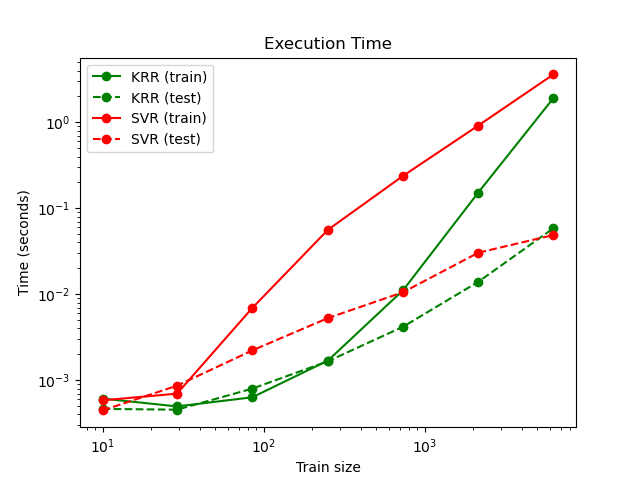 Execution Time
KRR (train)
KRR (test)
SVR (train)
SVR (test)
10⁰
10⁻¹
10⁻²
10⁻³
Time (seconds)
10¹
10²
10³
Train size